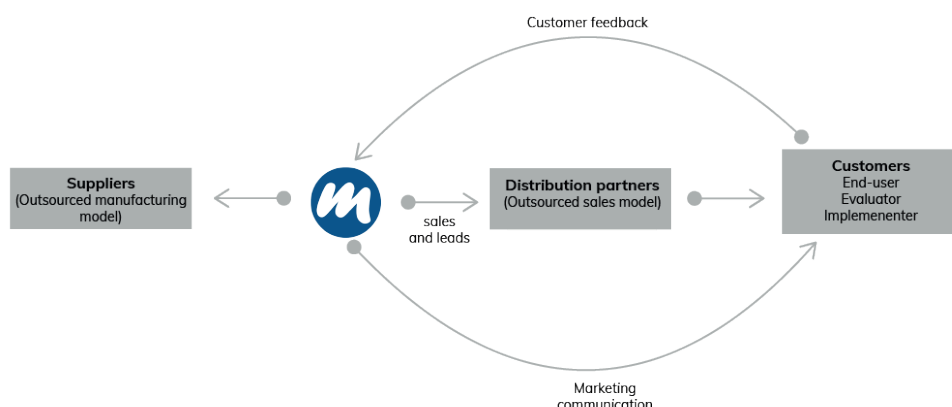 Customer feedback
Suppliers
(Outsourced manufacturing
model)
m
sales
and leads
Distribution partners
(Outsourced sales model)
Customers
End-user
Evaluator
Implemenenter
Marketing
communication